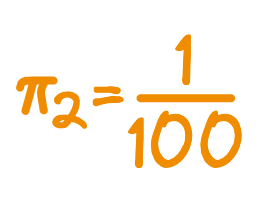 π₂ = 1/100